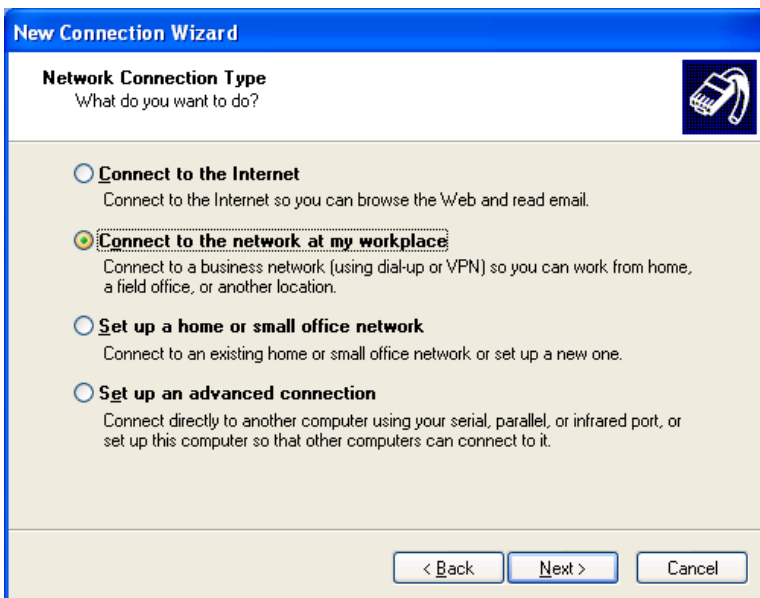 New Connection Wizard
Network Connection Type
What do you want to do?
Connect to the Internet
Connect to the Internet so you can browse the Web and read email.
Connect to the network at my workplace
Connect to a business network (using dial-up or VPN) so you can work from home,
a field office, or another location.
Set up a home or small office network
Connect to an existing home or small office network or set up a new one.
Set up an advanced connection
Connect directly to another computer using your serial, parallel, or infrared port, or
set up this computer so that other computers can connect to it.
< Back Next > Cancel